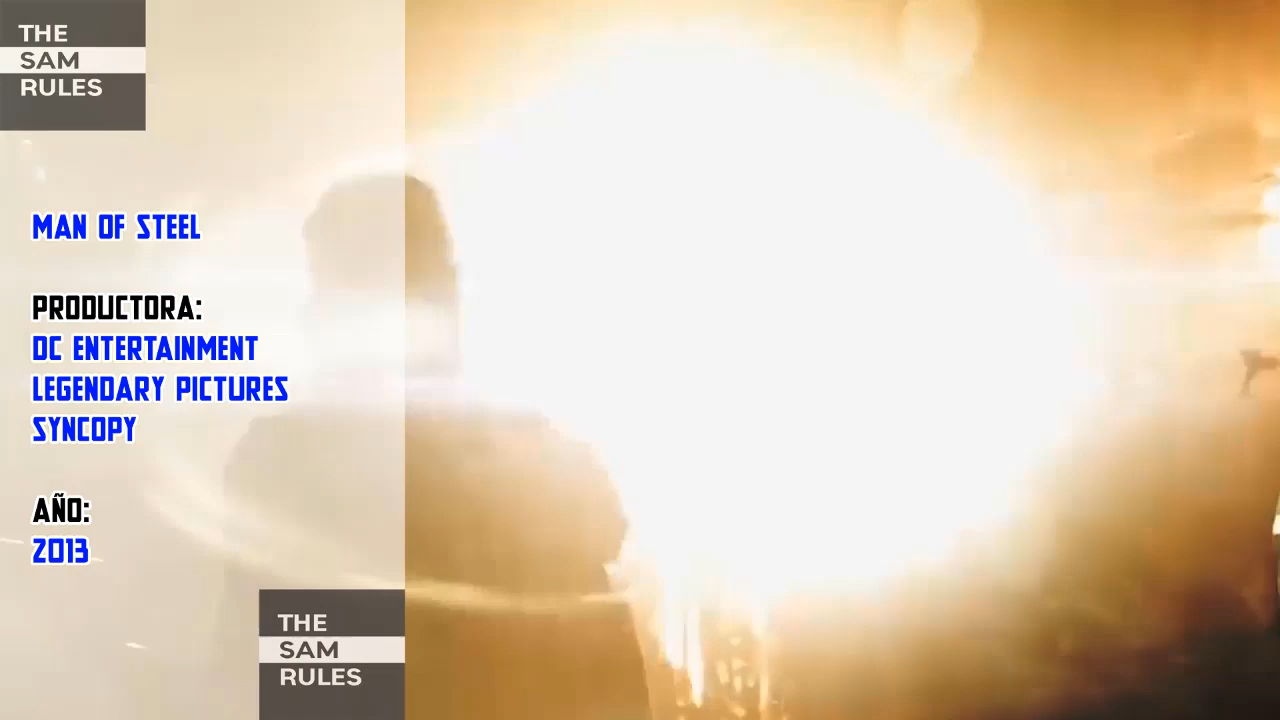 THE
SAM
RULES
MAN OF STEEL
PRODUCTORA:
DC ENTERTAINMENT
LEGENDARY PICTURES
SYNCOPY
AÑO:
2013
THE
SAM
RULES